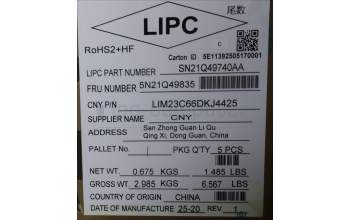 LIPC
尾数
RoHS2+HF
C
Carton ID 5E11392505170001
LIPC PART NUMBER SN21Q49740AA
FRU NUMBER 5N21Q49835
CNY P/N LIM23C66DKJ4425
SUPPLIER NAME CNY
ADDRESS San Zhong Guan Li Qu
Qing Xi, Dong Guan, China
PALLET No PKG Q'TY 5 PCS
NET WT. 0.675 KGS 1.485 LBS
GROSS WT. 2.985 KGS 6.567 LBS
COUNTRY OF ORIGIN CHINA
DATE OF MANUFACTURE 25-20 REV. 1